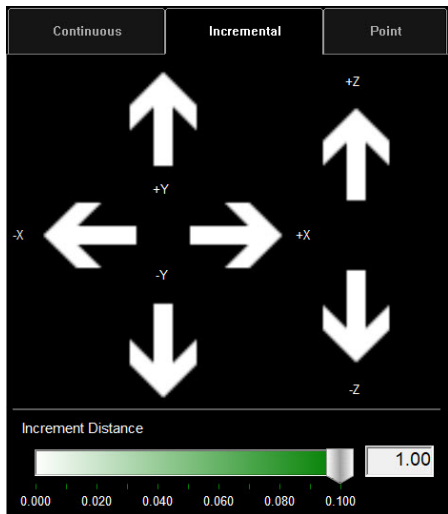 Continuous Incremental Point
+Z
+Y
-X +X
-Y
-Z
Increment Distance
1.00
0.000 0.020 0.040 0.060 0.080 0.100